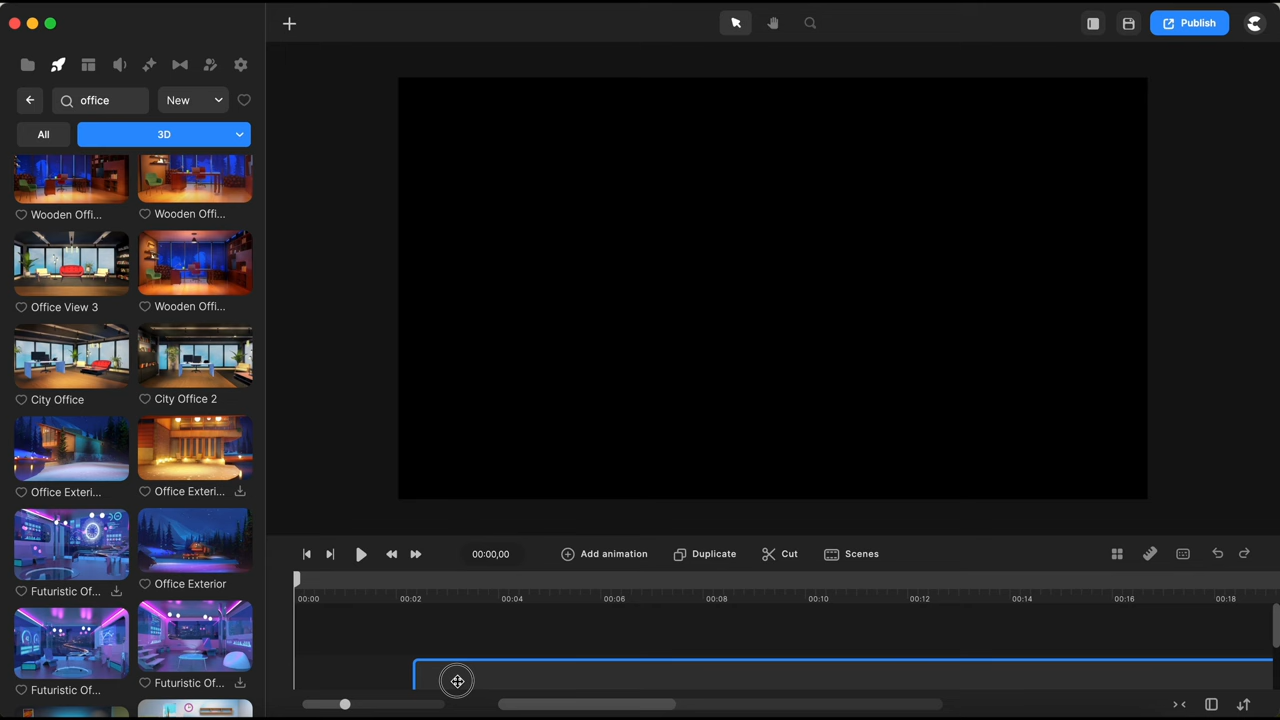 Publish
office
New
All
3D
Wooden Offi...
Wooden Offi...
Office View 3
Wooden Offi...
City Office
City Office 2
Office Exteri...
Office Exteri...
Futuristic Of...
Office Exterior
Futuristic Of...
Futuristic Of...
00:00,00
Add animation
Duplicate
Cut
Scenes
00:00
00:02
00:04
00:06
00:08
00:10
00:12
00:14
00:16
00:18